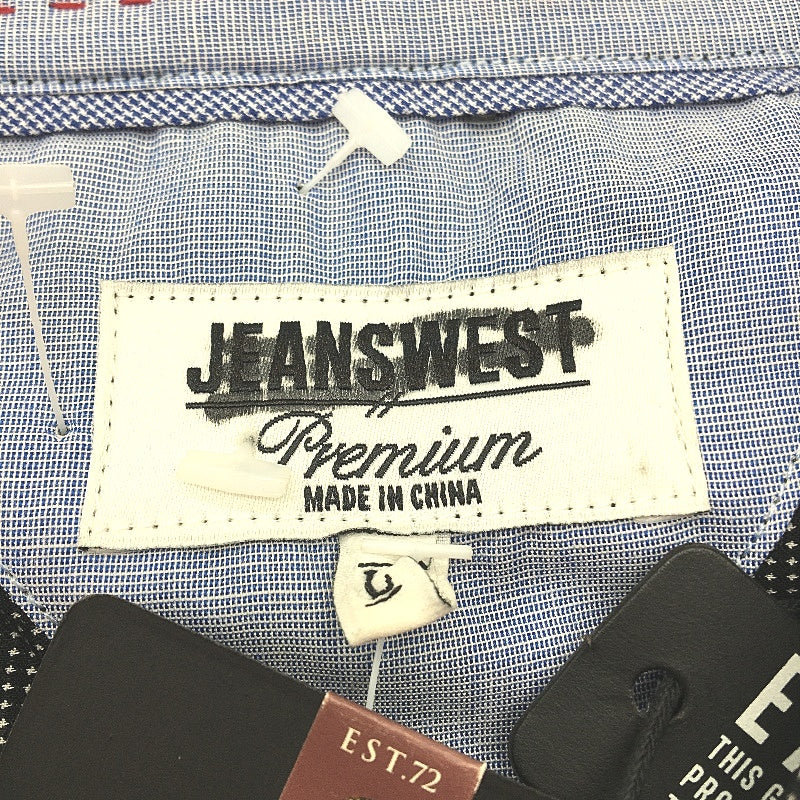 JEANSWEST
Premium
MADE IN CHINA
EST.72
THIS
PRO